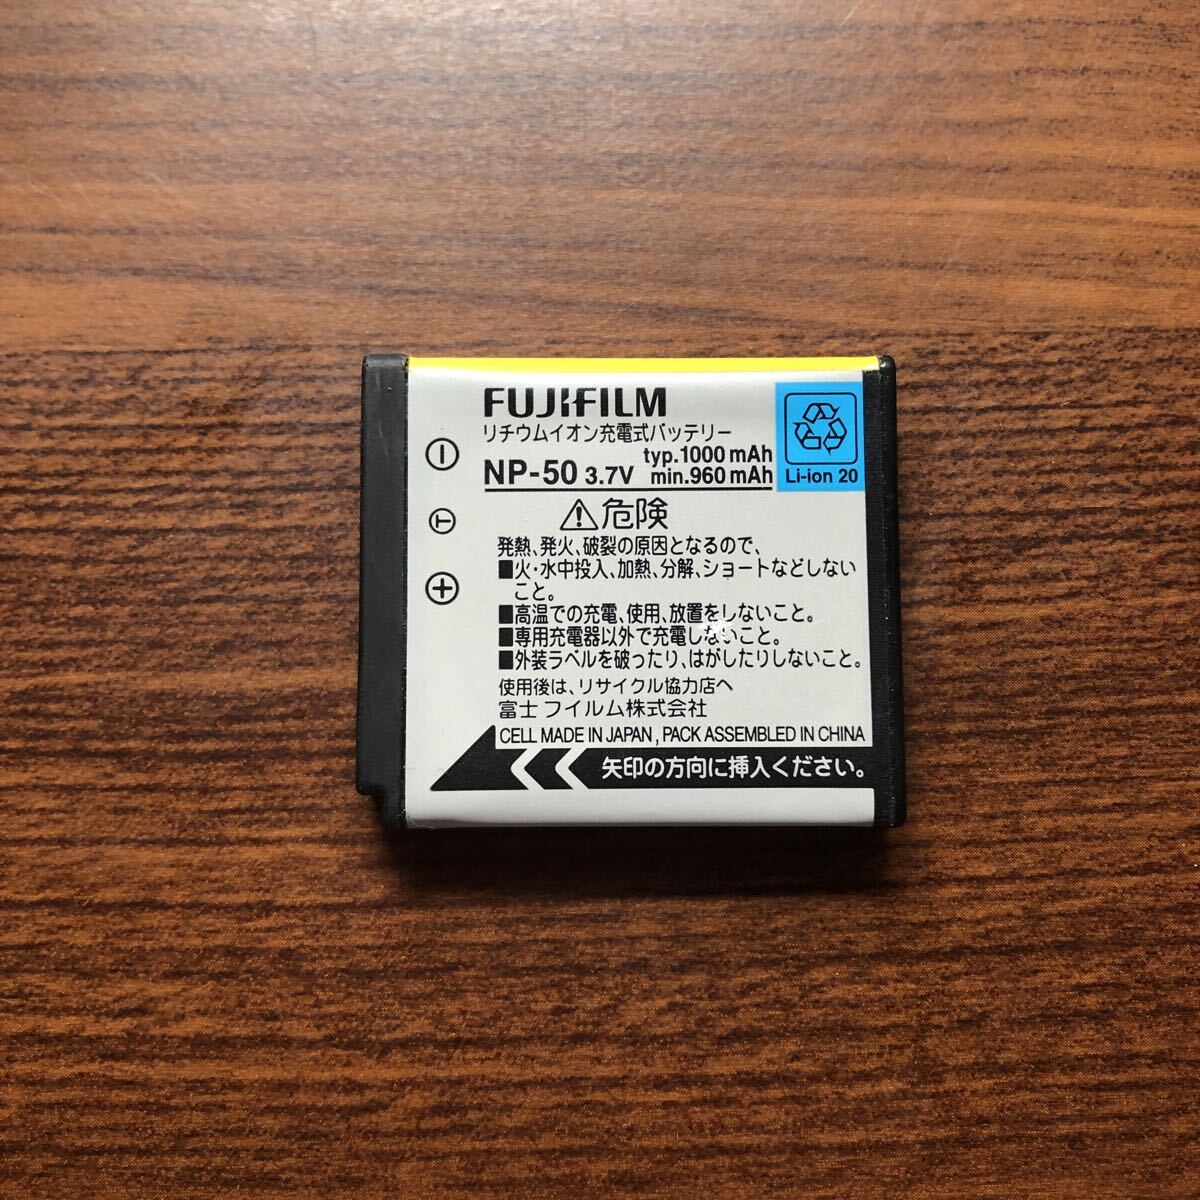 FUJIFILM
リチウムイオン充電式バッテリー
typ.1000 mAh
NP-50 3.7V min.960 mAh
Li-ion 20
危険
発熱、発火、破裂の原因となるので、
■火・水中投入、加熱、分解、ショートなどしない
こと。
■高温での充電、使用、放置をしないこと。
■専用充電器以外で充電しないこと。
■外装ラベルを破ったり、はがしたりしないこと。
使用後は、リサイクル協力店へ
富士フイルム株式会社
CELL MADE IN JAPAN, PACK ASSEMBLED IN CHINA
矢印の方向に挿入ください。
T